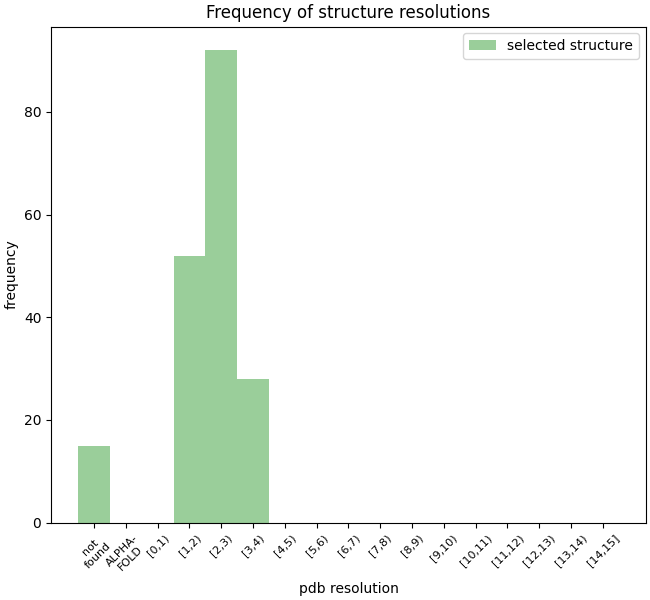 Frequency of structure resolutions
selected structure
frequency
80
60
40
20
0
not
found
ALPHA-
FOLD
[0,1)
[1,2)
[2,3)
[3,4)
[4,5)
[5,6)
[6,7)
[7,8)
[8,9)
[9,10)
[10,11)
[11,12)
[12,13)
[13,14)
[14,15]
pdb resolution